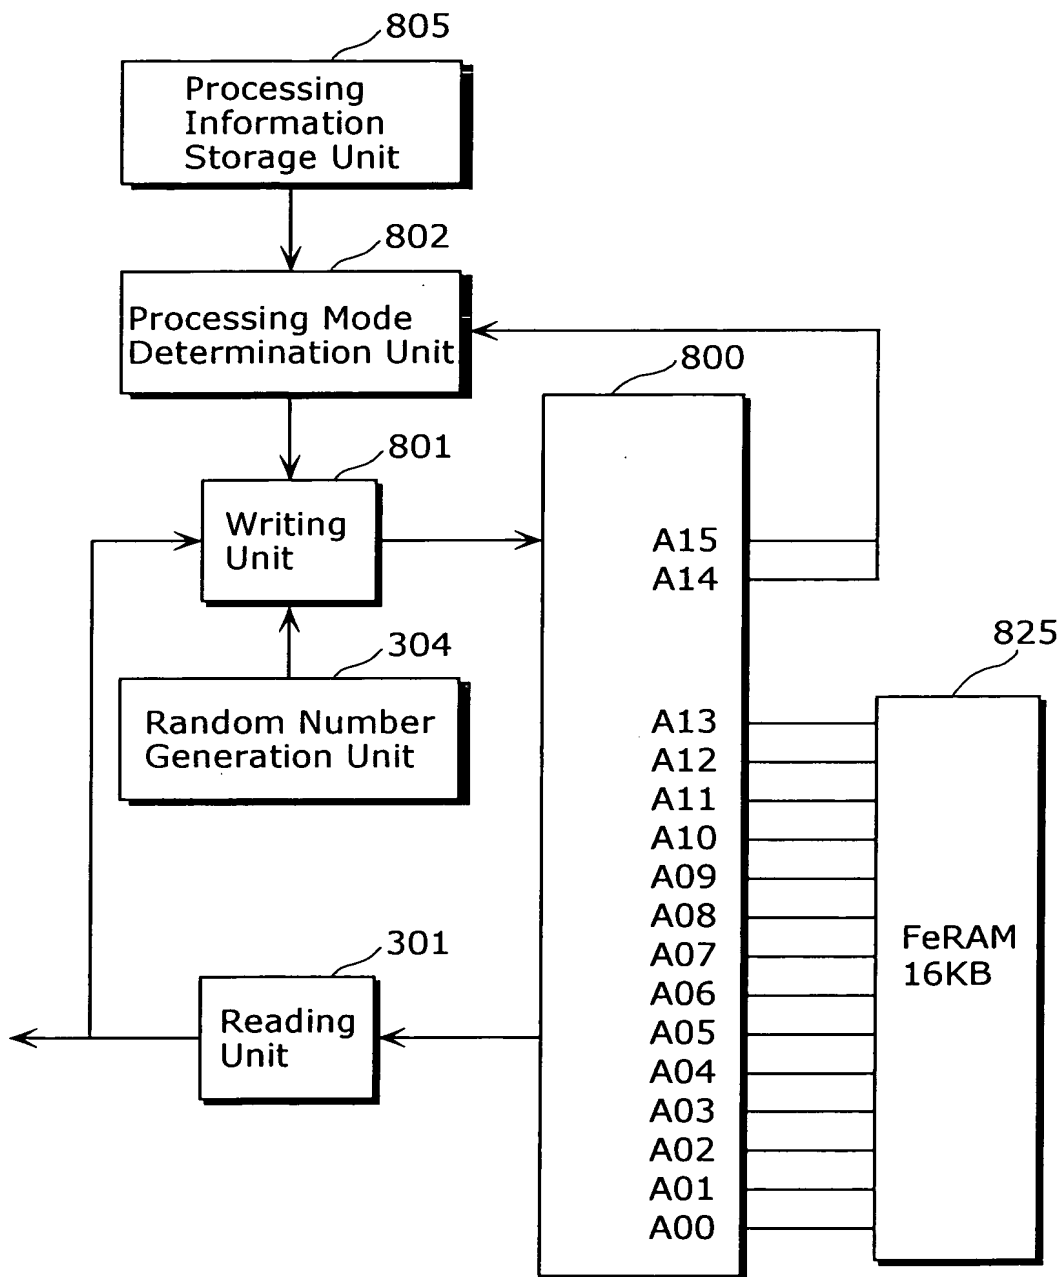 805
Processing
Information
Storage Unit
802
Processing Mode
Determination Unit
800
801
Writing
Unit
A15
A14
304
825
Random Number
Generation Unit
A13
A12
A11
A10
A09
A08
FeRAM
16KB
A07
A06
301
Reading
Unit
A05
A04
A03
A02
A01
A00